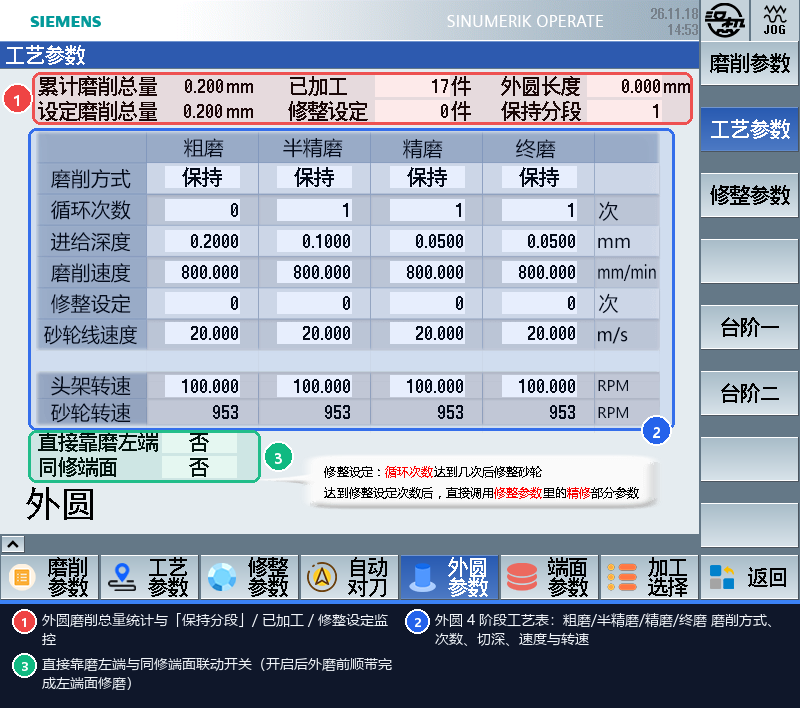 SIEMENS SINUMERIK OPERATE 26.11.18
14:53
JOG
工艺参数
磨削参数
工艺参数
修整参数
台阶一
台阶二
1
累计磨削总量 0.200mm 已加工 17件 外圆长度 0.000mm
设定磨削总量 0.200mm 修整设定 0件 保持分段 1
粗磨 半精磨 精磨 终磨
磨削方式 保持 保持 保持 保持
循环次数 0 1 1 1 次
进给深度 0.2000 0.1000 0.0500 0.0500 mm
磨削速度 800.000 800.000 800.000 800.000 mm/min
修整设定 0 0 0 0 次
砂轮线速度 20.000 20.000 20.000 20.000 m/s
头架转速 100.000 100.000 100.000 100.000 RPM
砂轮转速 953 953 953 953 RPM
2
直接靠磨左端 否
同修端面 否
3
修整设定：循环次数达到几次后修整砂轮
达到修整设定次数后，直接调用修整参数里的精修部分参数
外圆
磨削参数 工艺参数 修整参数 自动对刀 外圆参数 端面参数 加工选择 返回
1 外圆磨削总量统计与「保持分段」/ 已加工 / 修整设定监
控
2 外圆 4 阶段工艺表：粗磨/半精磨/精磨/终磨 磨削方式、
次数、切深、速度与转速
3 直接靠磨左端与同修端面联动开关（开启后外磨前顺带完
成左端面修磨）